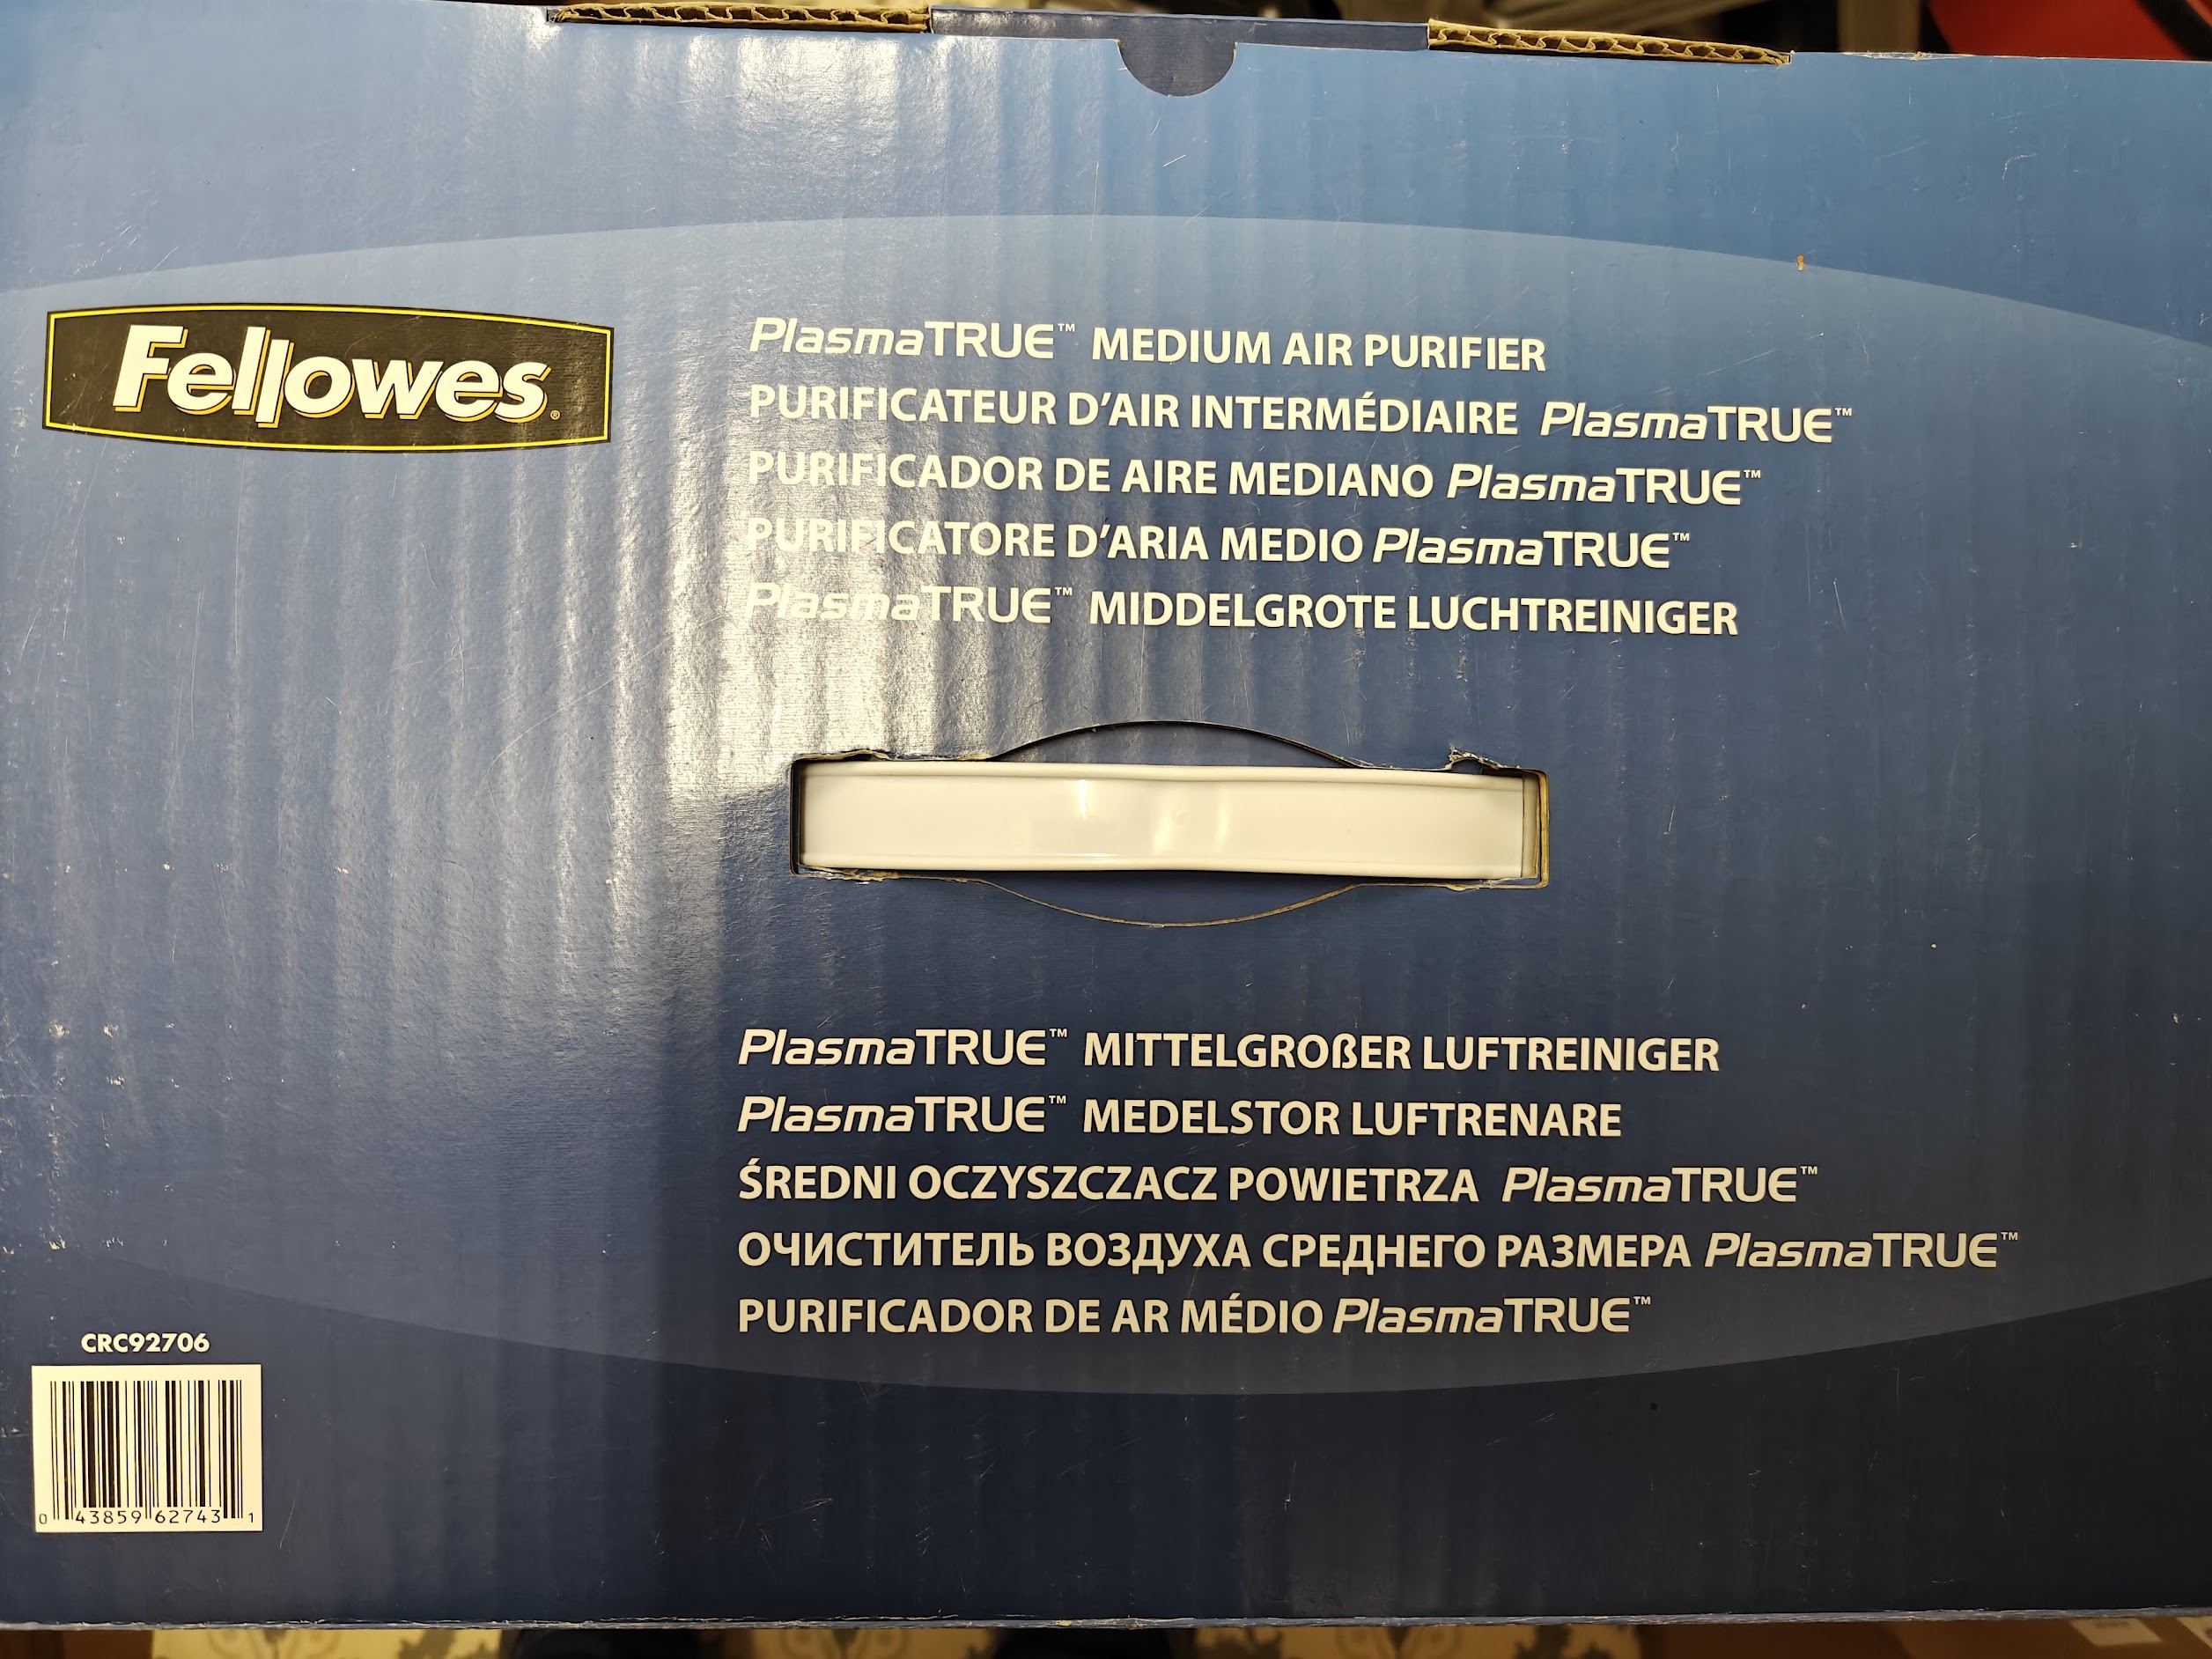 Fellowes®
PlasmaTRUE™ MEDIUM AIR PURIFIER
PURIFICATEUR D'AIR INTERMÉDIAIRE PlasmaTRUE™
PURIFICADOR DE AIRE MEDIANO PlasmaTRUE™
PURIFICATORE D'ARIA MEDIO PlasmaTRUE™
PlasmaTRUE™ MIDDELGROTE LUCHTREINIGER
PlasmaTRUE™ MITTELGROßER LUFTREINIGER
PlasmaTRUE™ MEDELSTOR LUFTRENARE
ŚREDNI OCZYSZCZACZ POWIETRZA PlasmaTRUE™
ОЧИСТИТЕЛЬ ВОЗДУХА СРЕДНЕГО РАЗМЕРА PlasmaTRUE™
PURIFICADOR DE AR MÉDIO PlasmaTRUE™
CRC92706
0 43859 62743 1